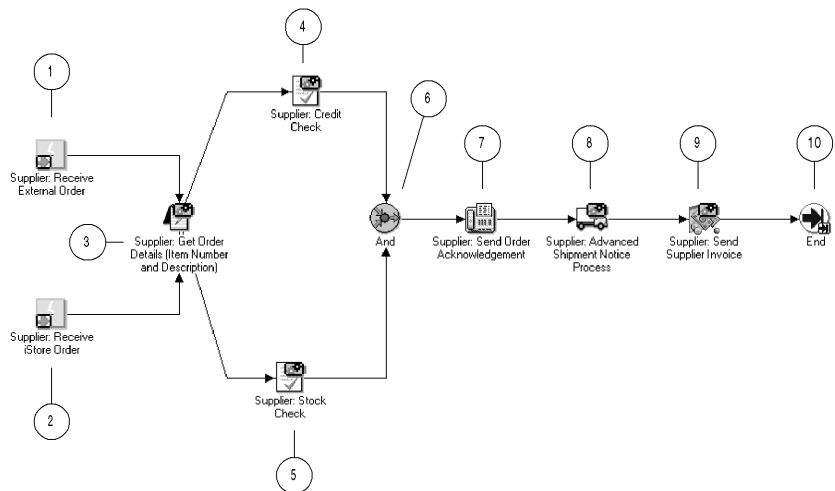 4
Supplier: Credit
Check
1
Supplier: Receive
External Order
3
Supplier: Get Order
Details (Item Number
and Description)
6
And
7
Supplier: Send Order
Acknowledgement
8
Supplier: Advanced
Shipment Notice
Process
9
Supplier: Send
Supplier Invoice
10
End
Supplier: Receive
iStore Order
2
Supplier: Stock
Check
5